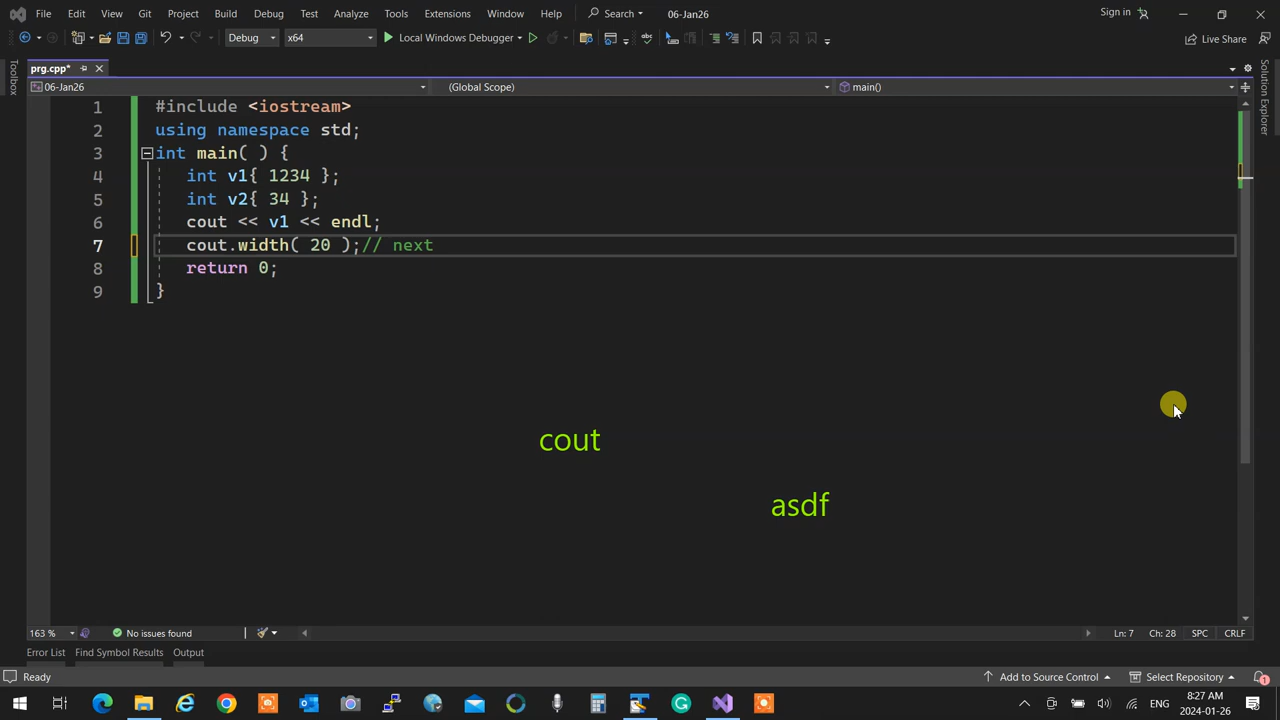 File Edit View Git Project Build Debug Test Analyze Tools Extensions Window Help Search 06-Jan26 Sign in
Debug x64 Local Windows Debugger Live Share
prg.cpp*
06-Jan26 (Global Scope) main()
Toolbox
Solution Explorer
1 #include <iostream>
2 using namespace std;
3 int main( ) {
4 int v1{ 1234 };
5 int v2{ 34 };
6 cout << v1 << endl;
7 cout.width( 20 );// next
8 return 0;
9 }
cout
asdf
163 % No issues found Ln: 7 Ch: 28 SPC CRLF
Error List Find Symbol Results Output
Ready Add to Source Control Select Repository 1
ENG 8:27 AM
2024-01-26